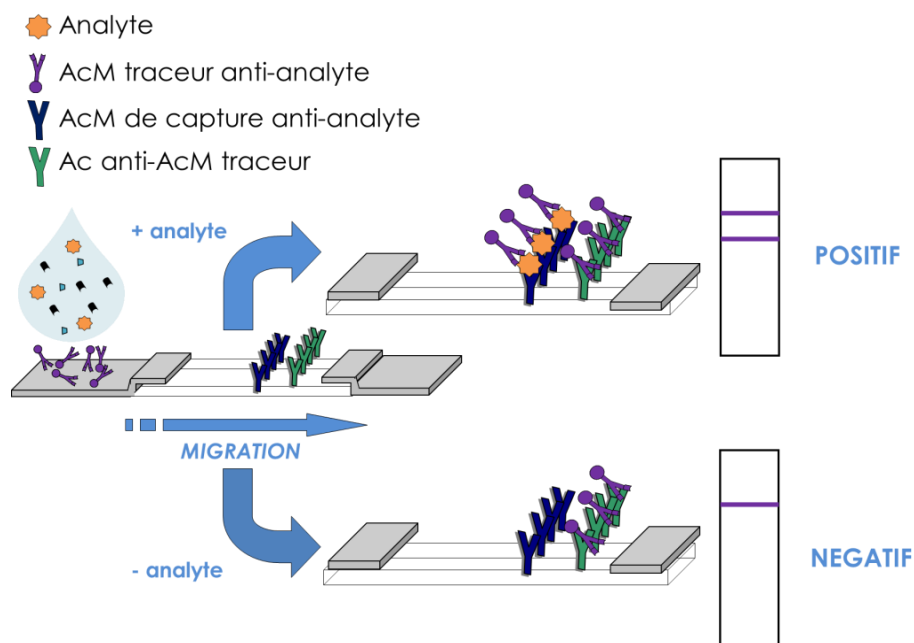 Analyte
AcM traceur anti-analyte
AcM de capture anti-analyte
Ac anti-AcM traceur
+ analyte
POSITIF
MIGRATION
- analyte
NEGATIF